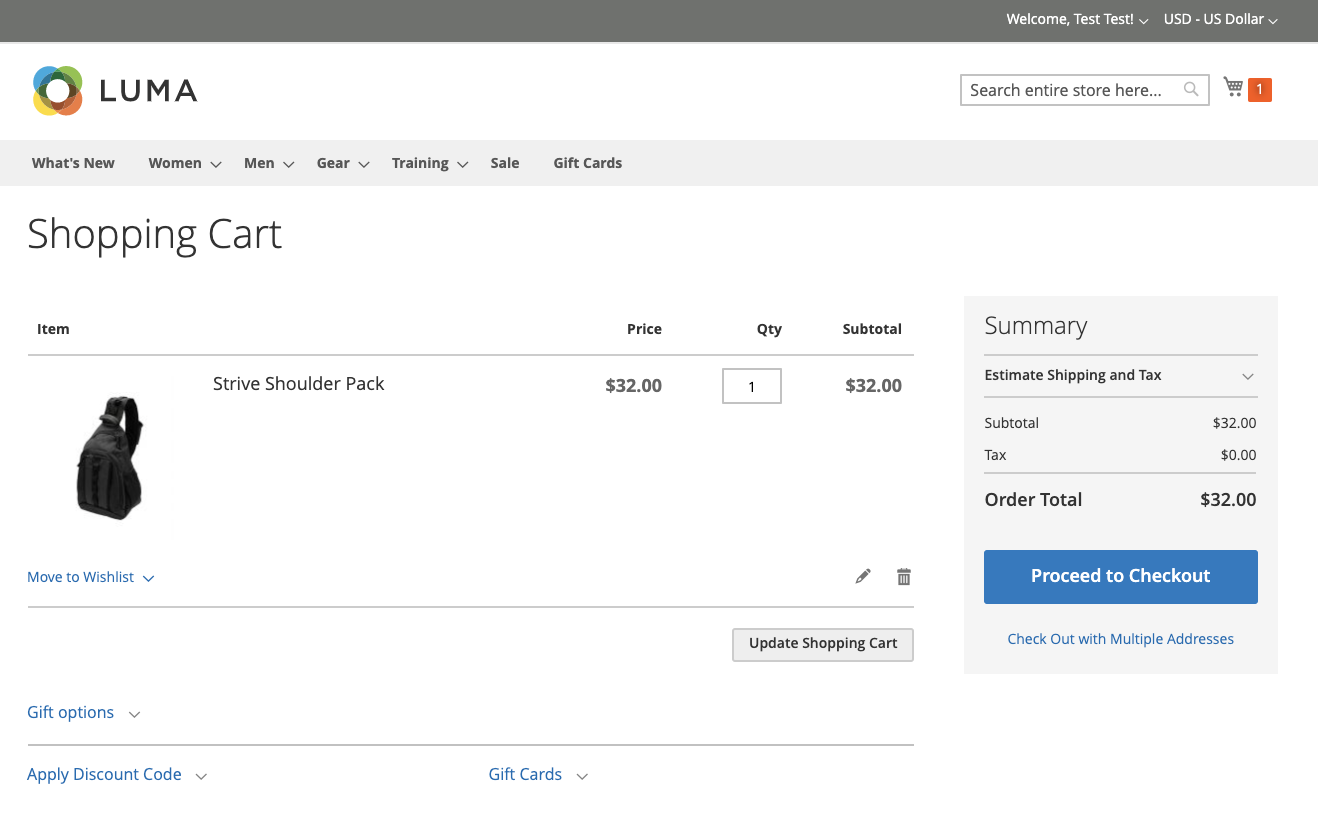 Welcome, Test Test! USD - US Dollar
LUMA
Search entire store here... 1
What's New Women Men Gear Training Sale Gift Cards
Shopping Cart
Item Price Qty Subtotal
Strive Shoulder Pack $32.00 1 $32.00
Move to Wishlist
Update Shopping Cart
Gift options
Apply Discount Code Gift Cards
Summary
Estimate Shipping and Tax
Subtotal $32.00
Tax $0.00
Order Total $32.00
Proceed to Checkout
Check Out with Multiple Addresses